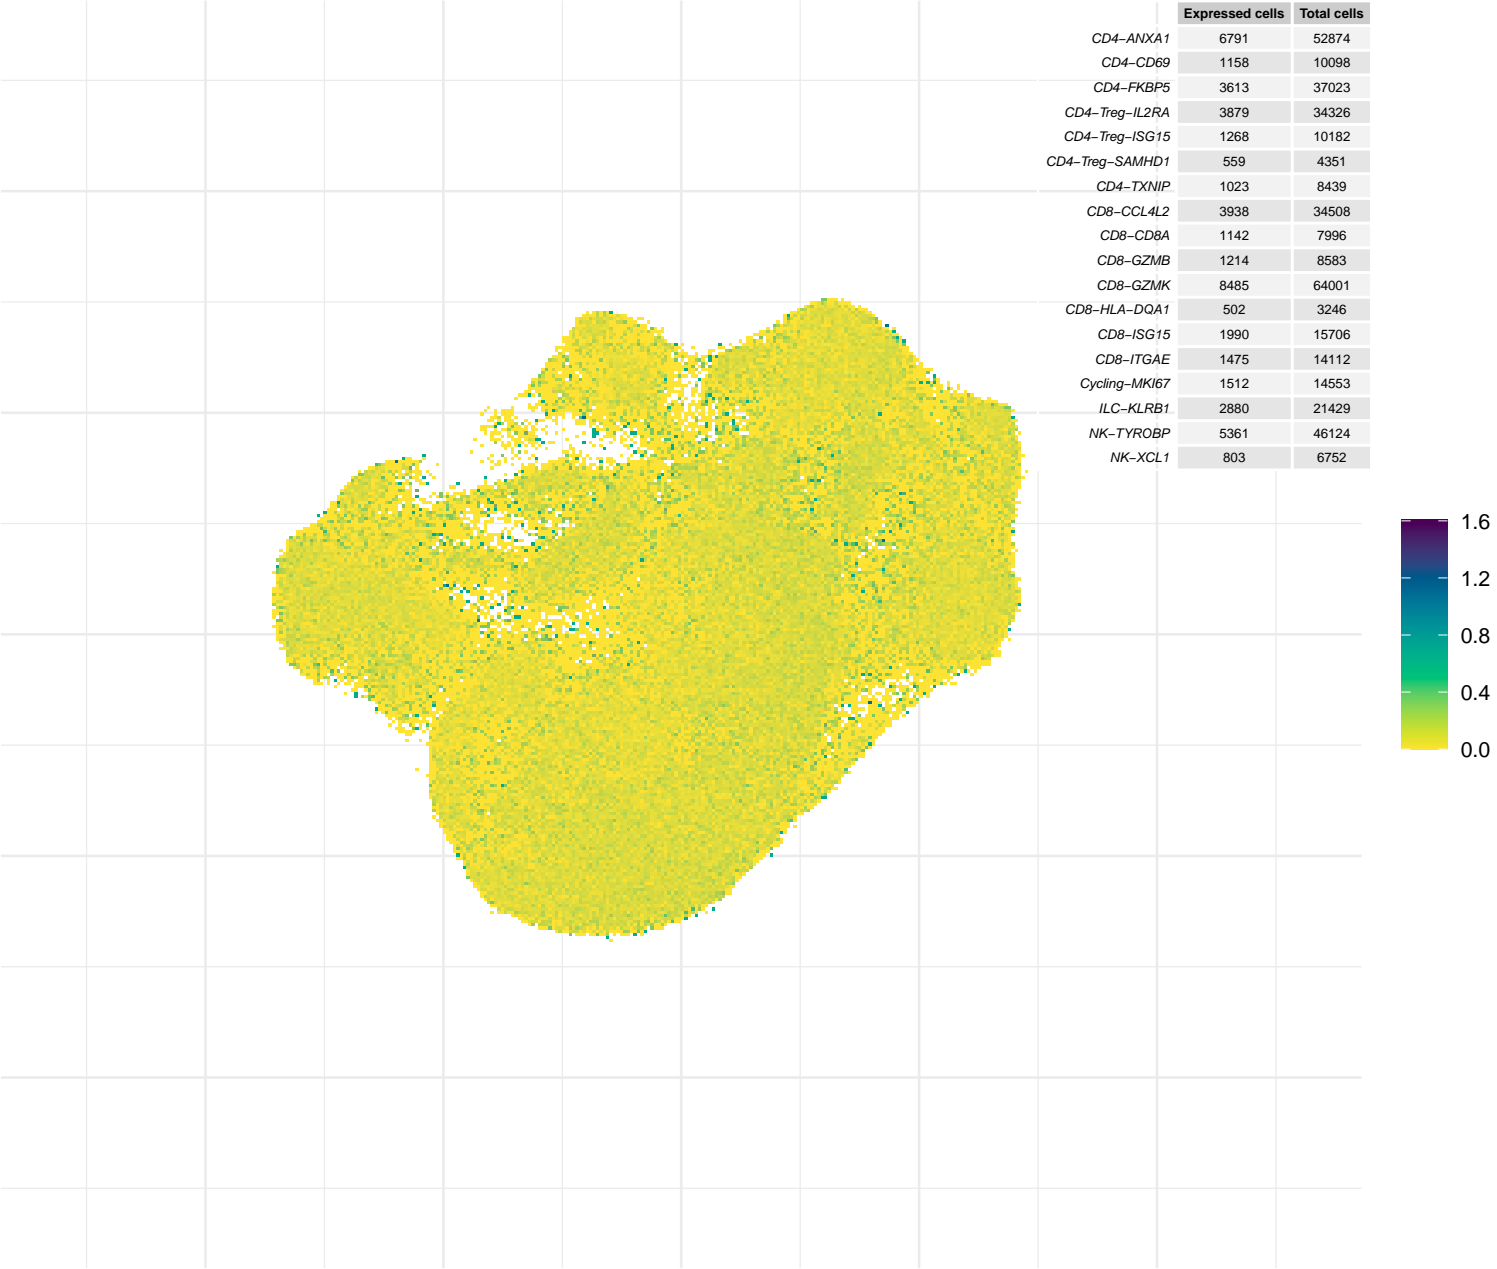 Expressed cells Total cells
CD4−ANXA1 6791 52874
CD4−CD69 1158 10098
CD4−FKBP5 3613 37023
CD4−Treg−IL2RA 3879 34326
CD4−Treg−ISG15 1268 10182
CD4−Treg−SAMHD1 559 4351
CD4−TXNIP 1023 8439
CD8−CCL4L2 3938 34508
CD8−CD8A 1142 7996
CD8−GZMB 1214 8583
CD8−GZMK 8485 64001
CD8−HLA−DQA1 502 3246
CD8−ISG15 1990 15706
CD8−ITGAE 1475 14112
Cycling−MKI67 1512 14553
ILC−KLRB1 2880 21429
NK−TYROBP 5361 46124
NK−XCL1 803 6752
1.6
1.2
0.8
0.4
0.0